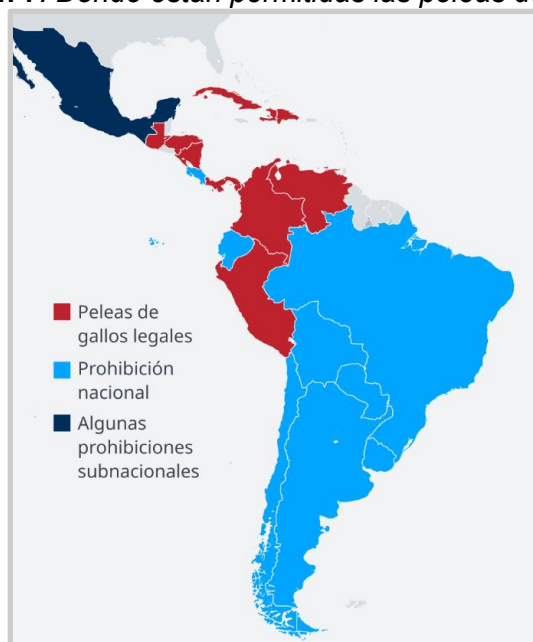 Dónde están permitidas las peleas
Peleas de
gallos legales
Prohibición
nacional
Algunas
prohibiciones
subnacionales